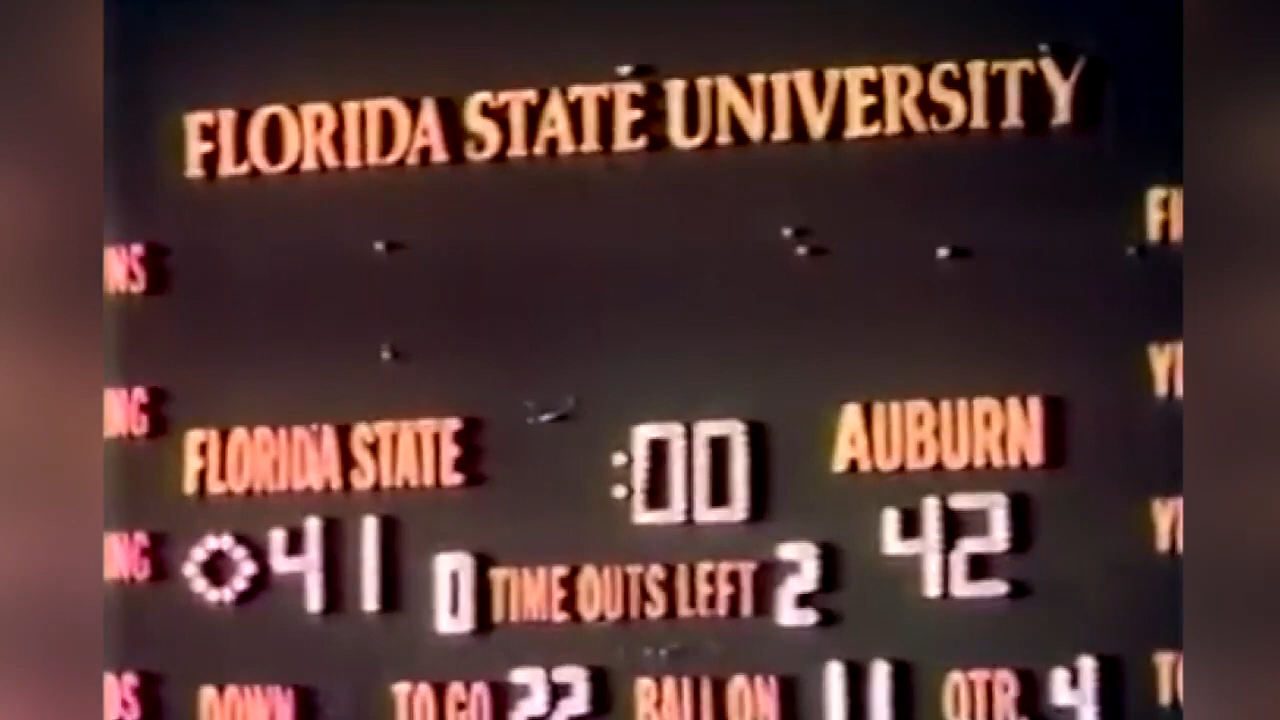 FLORIDA STATE UNIVERSITY
FLORIDA STATE :00 AUBURN
41 0 TIME OUTS LEFT 2 42
DOWN TO GO 22 BALL ON 11 QTR. 4